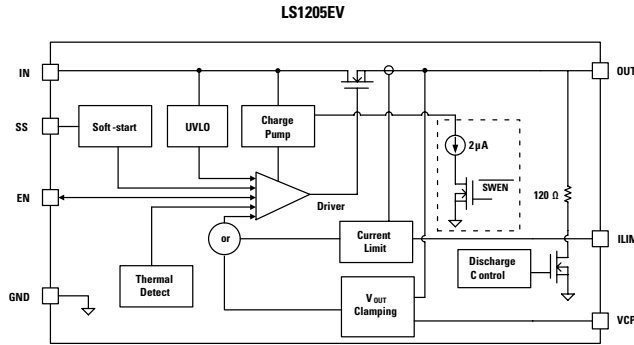 LS1205EV
IN
OUT
SS
Soft-start
UVLO
Charge
Pump
2µA
SWEN
EN
Driver
120 Ω
or
Current
Limit
ILIM
Thermal
Detect
Discharge
C ontrol
GND
V OUT
Clamping
VCP